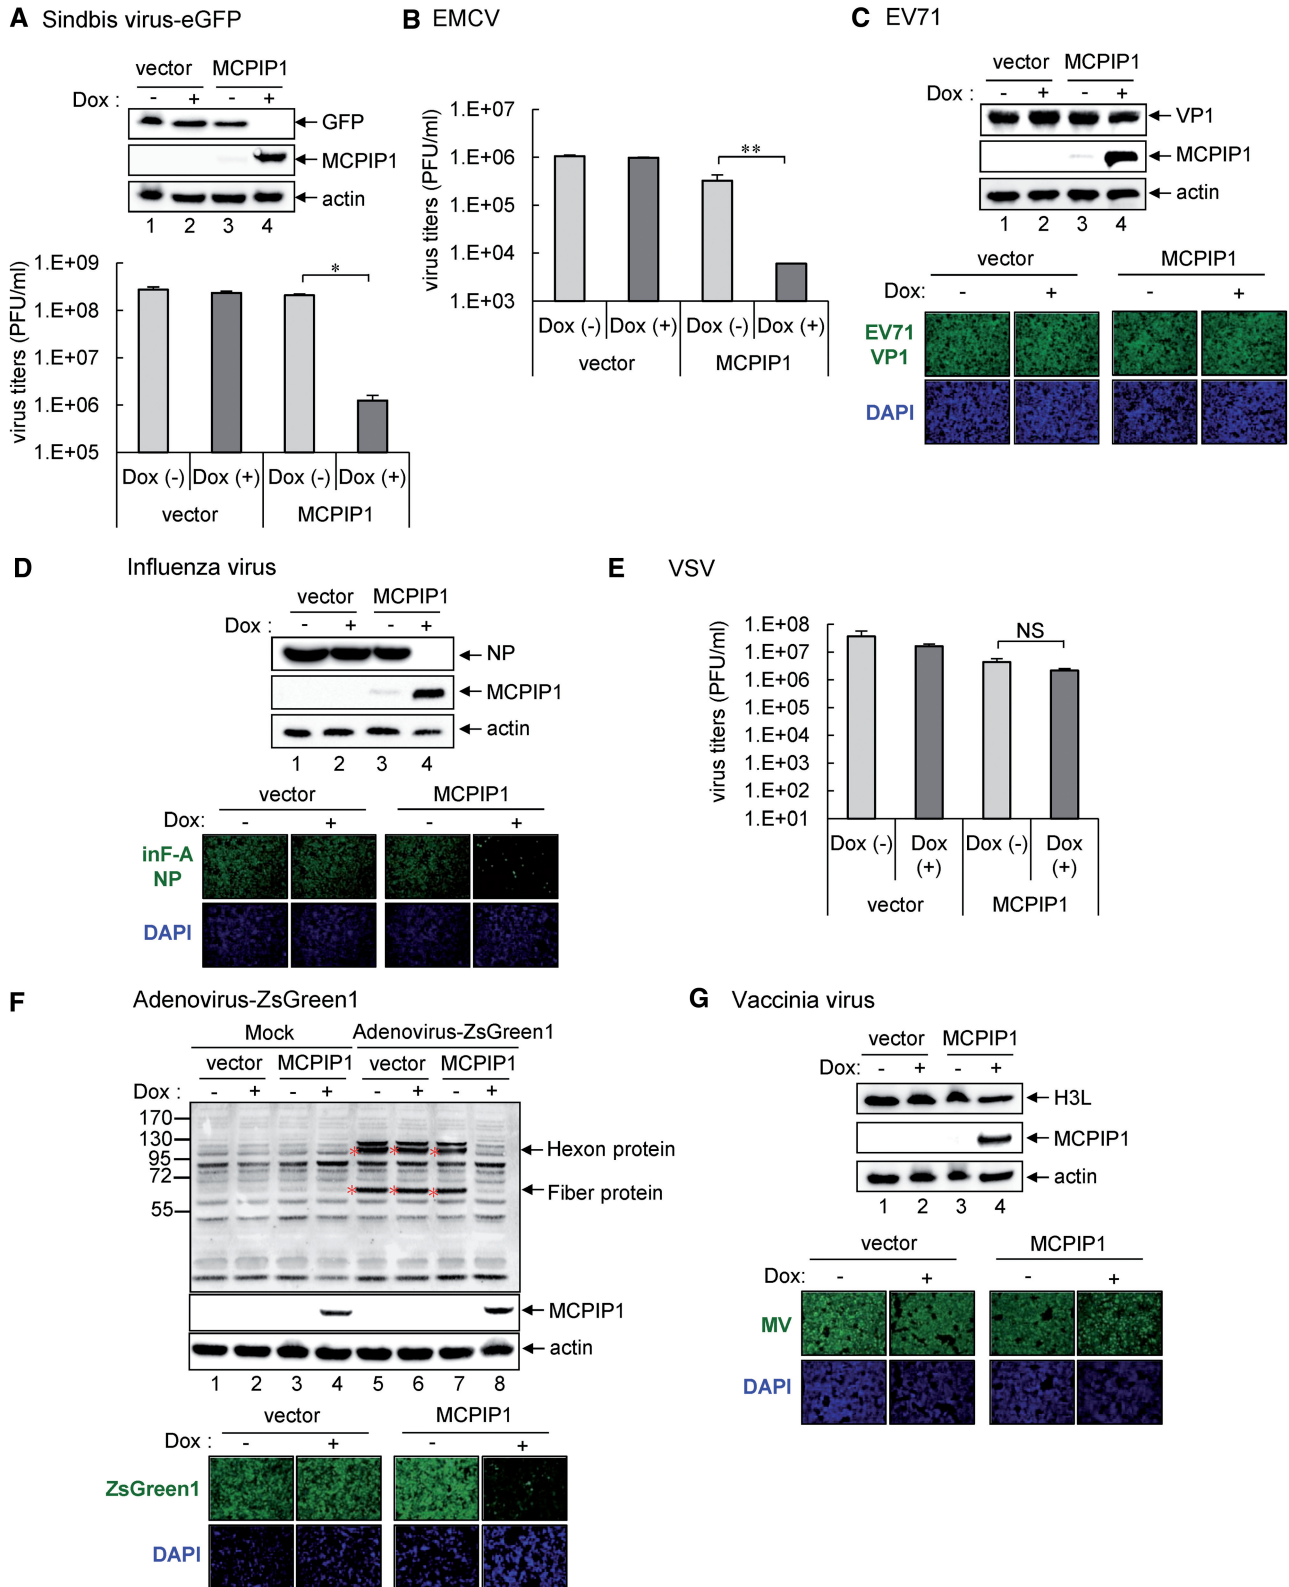 A Sindbis virus-eGFP
vector MCPIP1
Dox : - + - +
GFP
MCPIP1
actin
1 2 3 4
virus titers (PFU/ml)
1.E+09
1.E+08
1.E+07
1.E+06
1.E+05
*
Dox (-) Dox (+) Dox (-) Dox (+)
vector MCPIP1
B EMCV
virus titers (PFU/ml)
1.E+07
1.E+06
1.E+05
1.E+04
1.E+03
**
Dox (-) Dox (+) Dox (-) Dox (+)
vector MCPIP1
C EV71
vector MCPIP1
Dox : - + - +
VP1
MCPIP1
actin
1 2 3 4
vector MCPIP1
Dox: - + - +
EV71
VP1
DAPI
D Influenza virus
vector MCPIP1
Dox : - + - +
NP
MCPIP1
actin
1 2 3 4
vector MCPIP1
Dox: - + - +
inF-A
NP
DAPI
E VSV
virus titers (PFU/ml)
1.E+08
1.E+07
1.E+06
1.E+05
1.E+04
1.E+03
1.E+02
1.E+01
NS
Dox (-) Dox (+) Dox (-) Dox (+)
vector MCPIP1
F Adenovirus-ZsGreen1
Mock Adenovirus-ZsGreen1
vector MCPIP1 vector MCPIP1
Dox : - + - + - + - +
170
130
95
72
55
* * *
* * *
Hexon protein
Fiber protein
MCPIP1
actin
1 2 3 4 5 6 7 8
vector MCPIP1
Dox : - + - +
ZsGreen1
DAPI
G Vaccinia virus
vector MCPIP1
Dox: - + - +
H3L
MCPIP1
actin
1 2 3 4
vector MCPIP1
Dox: - + - +
MV
DAPI